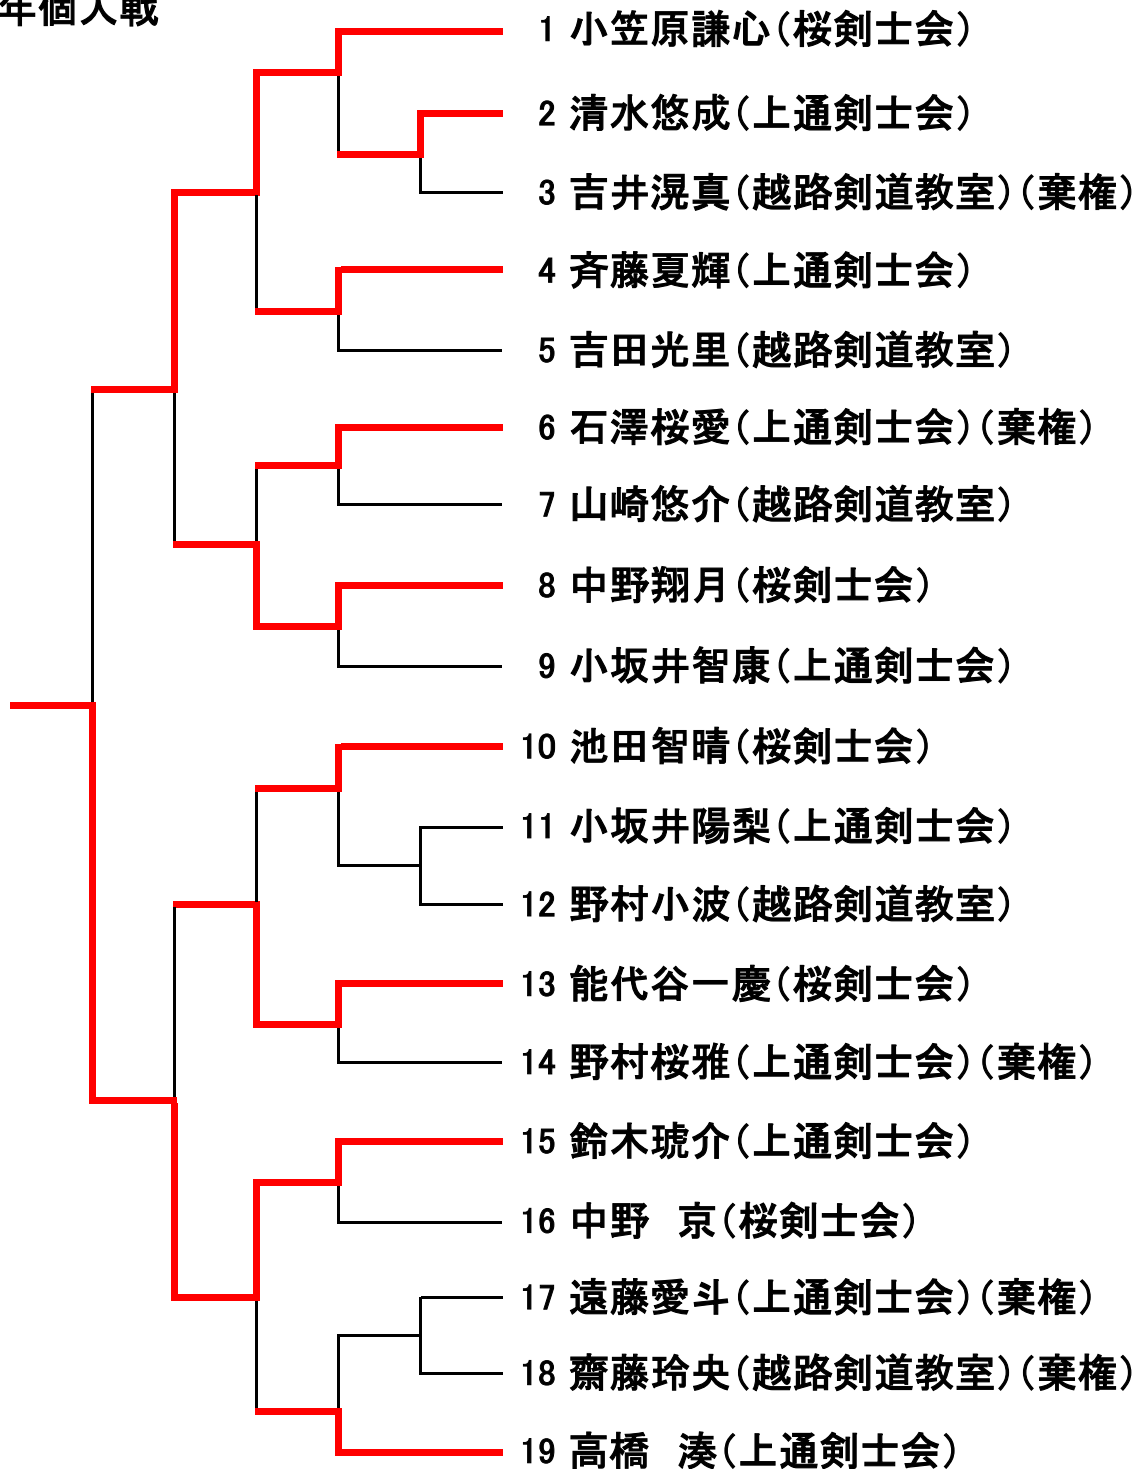 年個人戦
1 小笠原謙心(桜剣士会)
2 清水悠成(上通剣士会)
3 吉井滉真(越路剣道教室)(棄権)
4 斉藤夏輝(上通剣士会)
5 吉田光里(越路剣道教室)
6 石澤桜愛(上通剣士会)(棄権)
7 山崎悠介(越路剣道教室)
8 中野翔月(桜剣士会)
9 小坂井智康(上通剣士会)
10 池田智晴(桜剣士会)
11 小坂井陽梨(上通剣士会)
12 野村小波(越路剣道教室)
13 能代谷一慶(桜剣士会)
14 野村桜雅(上通剣士会)(棄権)
15 鈴木琥介(上通剣士会)
16 中野　京(桜剣士会)
17 遠藤愛斗(上通剣士会)(棄権)
18 齋藤玲央(越路剣道教室)(棄権)
19 高橋　湊(上通剣士会)